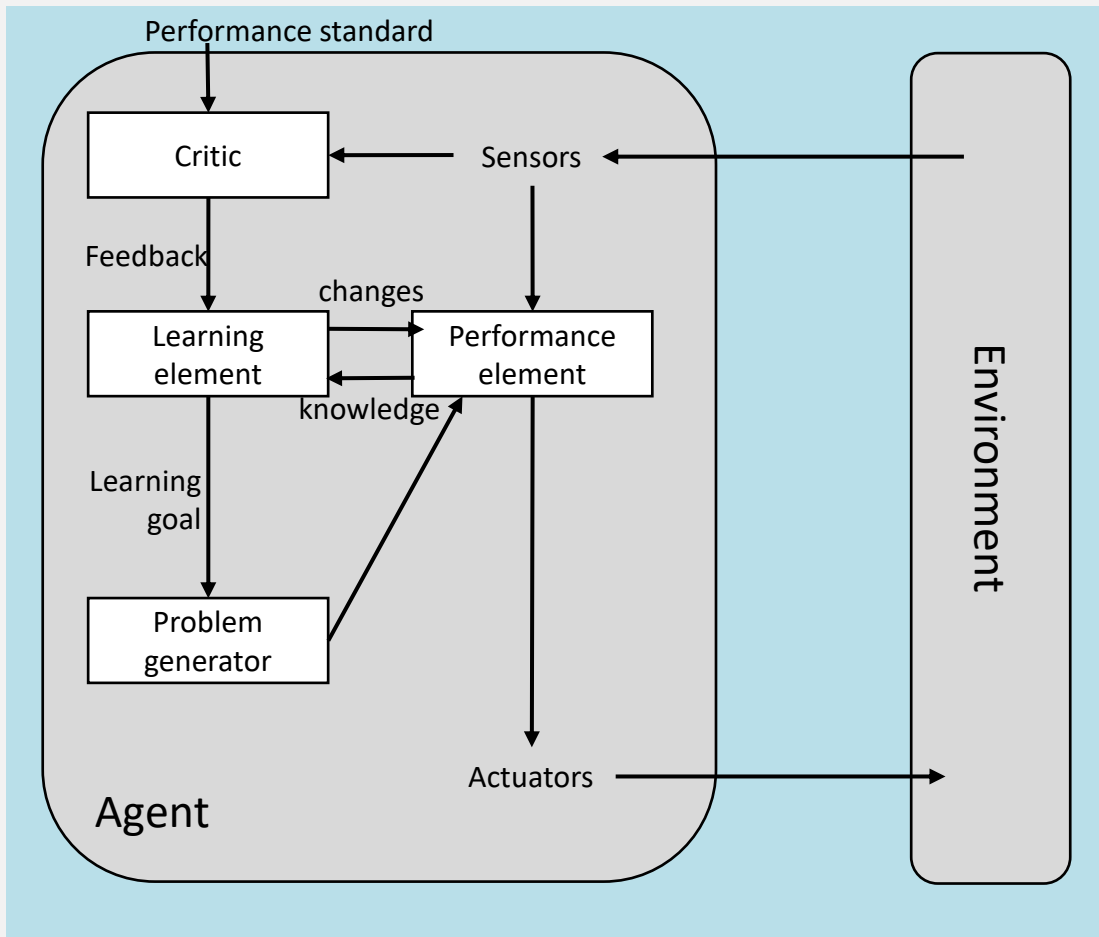 Performance standard
Critic
Sensors
Feedback
changes
Learning
element
Performance
element
knowledge
Learning
goal
Problem
generator
Actuators
Agent
Environment